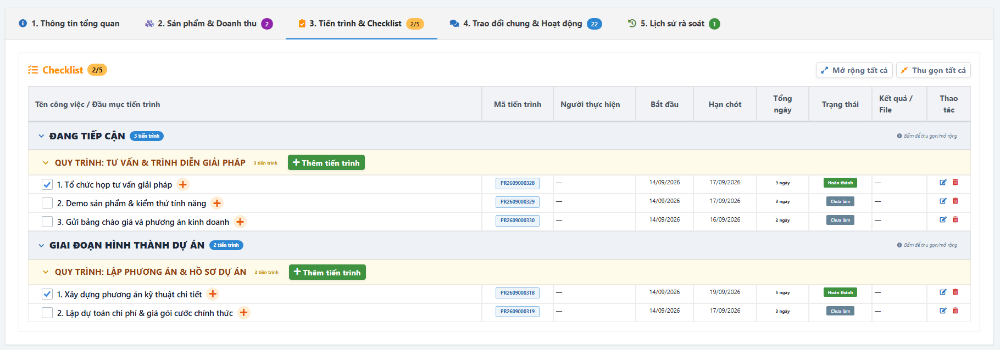 1. Thông tin tổng quan
2. Sản phẩm & Doanh thu 2
3. Tiến trình & Checklist 2/5
4. Trao đổi chung & Hoạt động 22
5. Lịch sử rà soát 1
Checklist 2/5
Mở rộng tất cả
Thu gọn tất cả
Tên công việc / Đầu mục tiến trình
Mã tiến trình
Người thực hiện
Bắt đầu
Hạn chót
Tổng ngày
Trạng thái
Kết quả / File
Thao tác
ĐANG TIẾP CẬN 3 tiến trình
Bấm để thu gọn/mở rộng
QUY TRÌNH: TƯ VẤN & TRÌNH DIỄN GIẢI PHÁP 3 tiến trình + Thêm tiến trình
1. Tổ chức họp tư vấn giải pháp + PR2609000328 — 14/09/2026 17/09/2026 3 ngày Hoàn thành —
2. Demo sản phẩm & kiểm thử tính năng + PR2609000329 — 14/09/2026 17/09/2026 3 ngày Chưa làm —
3. Gửi bảng chào giá và phương án kinh doanh + PR2609000330 — 14/09/2026 16/09/2026 2 ngày Chưa làm —
GIAI ĐOẠN HÌNH THÀNH DỰ ÁN 2 tiến trình
Bấm để thu gọn/mở rộng
QUY TRÌNH: LẬP PHƯƠNG ÁN & HỒ SƠ DỰ ÁN 2 tiến trình + Thêm tiến trình
1. Xây dựng phương án kỹ thuật chi tiết + PR2609000318 — 14/09/2026 19/09/2026 5 ngày Hoàn thành —
2. Lập dự toán chi phí & giá gói cước chính thức + PR2609000319 — 14/09/2026 17/09/2026 3 ngày Chưa làm —